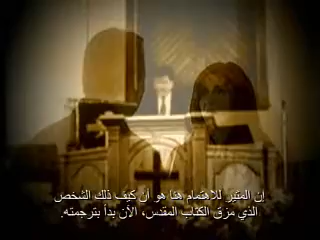 إن المثير للاهتمام هنا هو أن كيف ذلك الشخص
الذي مزق الكتاب المقدس، الآن بدأ بترجمته.